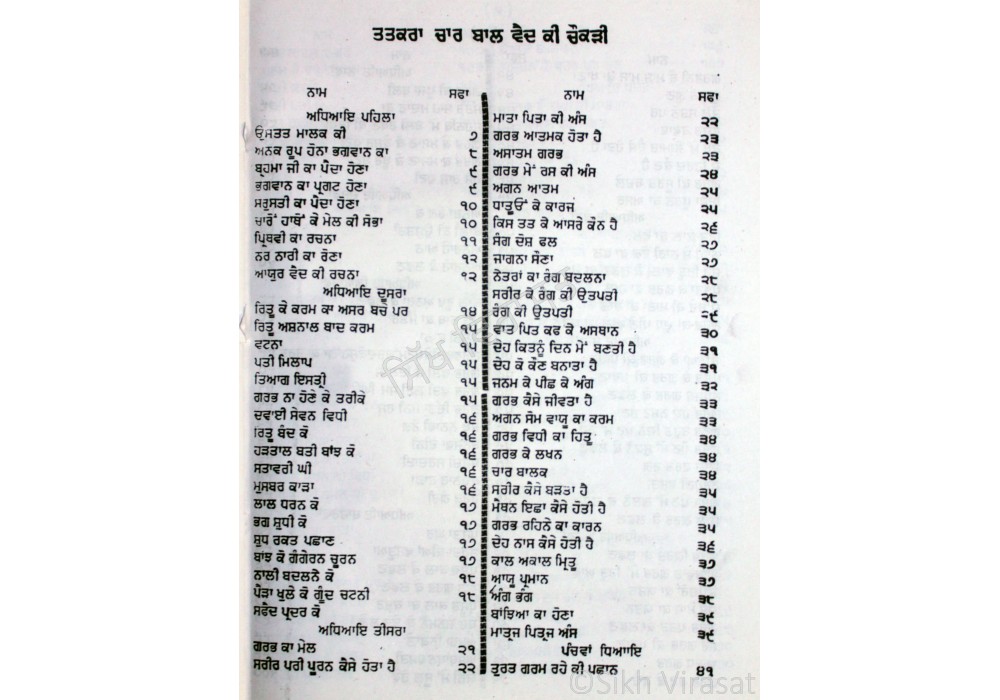 ਤਤਕਰਾ ਚਾਰ ਬਾਲ ਵੈਦ ਕੀ ਚੌਕੜੀ
ਨਾਮ ਸਫਾ
ਅਧਿਆਇ ਪਹਿਲਾ
ਉਸਤਤ ਮਾਲਕ ਕੀ ੭
ਅਨਕ ਰੂਪ ਹੋਨਾ ਭਗਵਾਨ ਕਾ ੮
ਬ੍ਰਹਮਾ ਜੀ ਕਾ ਪੈਦਾ ਹੋਣਾ ੯
ਭਗਵਾਨ ਕਾ ਪ੍ਰਗਟ ਹੋਣਾ ੯
ਸਰੁਸਤੀ ਕਾ ਪੈਦਾ ਹੋਣਾ ੧੦
ਚਾਰੋਂ ਹਾਥੋਂ ਕੇ ਮੇਲ ਕੀ ਸੋਭਾ ੧੦
ਪ੍ਰਿਥਵੀ ਕਾ ਰਚਨਾ ੧੧
ਨਰ ਨਾਰੀ ਕਾ ਰੋਣਾ ੧੨
ਆਯੁਰ ਵੈਦ ਕੀ ਰਚਨਾ ੧੨
ਅਧਿਆਇ ਦੂਸਰਾ
ਰਿਤੂ ਕੇ ਕਰਮ ਕਾ ਅਸਰ ਬਚੇ ਪਰ ੧੪
ਰਿਤੂ ਅਸ਼ਨਾਲ ਬਾਦ ਕਰਮ ੧੫
ਵਟਨਾ ੧੫
ਪਤੀ ਮਿਲਾਪ ੧੫
ਤਿਆਗ ਇਸਤ੍ਰੀ ੧੫
ਗਰਭ ਨਾ ਹੋਣੇ ਕੇ ਤਰੀਕੇ ੧੫
ਦਵਾਈ ਸੇਵਨ ਵਿਧੀ ੧੬
ਰਿਤੂ ਬੰਦ ਕੋ ੧੬
ਹੜਤਾਲ ਬਤੀ ਬਾਂਝ ਕੋ ੧੬
ਸਤਾਵਰੀ ਘੀ ੧੬
ਮੁਸਬਰ ਕਾੜਾ ੧੬
ਲਾਲ ਧਰਨ ਕੋ ੧੭
ਭਗ ਸੁਧੀ ਕੋ ੧੭
ਸੁਧ ਰਕਤ ਪਛਾਣ ੧੭
ਬਾਂਝ ਕੋ ਗੰਗੇਰਨ ਚੂਰਨ ੧੭
ਨਾਲੀ ਬਦਲਨੈ ਕੋ ੧੮
ਪੌੜਾ ਖੁਲੇ ਕੋ ਗੂੰਦ ਚਟਨੀ ੧੮
ਸਫੈਦ ਪ੍ਰਦਰ ਕੋ
ਅਧਿਆਇ ਤੀਸਰਾ
ਗਰਭ ਕਾ ਮੇਲ ੨੧
ਸਰੀਰ ਪਰੀ ਪੂਰਨ ਕੈਸੇ ਹੋਤਾ ਹੈ ੨੨
ਨਾਮ ਸਫਾ
ਮਾਤਾ ਪਿਤਾ ਕੀ ਅੰਸ ੨੨
ਗਰਭ ਆਤਮਕ ਹੋਤਾ ਹੈ ੨੩
ਅਸਾਤਮ ਗਰਭ ੨੩
ਗਰਭ ਮੇਂ ਰਸ ਕੀ ਅੰਸ ੨੪
ਅਗਨ ਆਤਮ ੨੫
ਧਾਤੂਓਂ ਕੇ ਕਾਰਜ ੨੫
ਕਿਸ ਤਤ ਕੇ ਆਸਰੇ ਕੌਨ ਹੈ ੨੬
ਸੰਗ ਦੋਸ਼ ਫਲ ੨੭
ਜਾਗਨਾ ਸੌਣਾ ੨੭
ਨੇਤਰਾਂ ਕਾ ਰੰਗ ਬਦਲਨਾ ੨੮
ਸਰੀਰ ਕੇ ਰੰਗ ਕੀ ਉਤਪਤੀ ੨੮
ਰੰਗ ਕੀ ਉਤਪਤੀ ੨੯
ਵਾਤ ਪਿਤ ਕਫ ਕੇ ਅਸਥਾਨ ੩੦
ਦੇਹ ਕਿਤਨੂੰ ਦਿਨ ਮੇਂ ਬਣਤੀ ਹੈ ੩੧
ਦੇਹ ਕੋ ਕੌਣ ਬਨਾਤਾ ਹੈ ੩੧
ਜਨਮ ਕੇ ਪੀਛ ਕੇ ਅੰਗ ੩੨
ਗਰਭ ਕੈਸੇ ਜੀਵਤਾ ਹੈ ੩੩
ਅਗਨ ਸੋਮ ਵਾਯੂ ਕਾ ਕਰਮ ੩੩
ਗਰਭ ਵਿਧੀ ਕਾ ਹਿਤੂ ੩੪
ਗਰਭ ਕੇ ਲਖਨ ੩੪
ਚਾਰ ਬਾਲਕ ੩੪
ਸਰੀਰ ਕੈਸੇ ਬੜਤਾ ਹੈ ੩੫
ਮੈਥਨ ਇਛਾ ਕੈਸੇ ਹੋਤੀ ਹੈ ੩੫
ਗਰਭ ਰਹਿਨੇ ਕਾ ਕਾਰਨ ੩੫
ਦੇਹ ਨਾਸ ਕੈਸੇ ਹੋਤੀ ਹੈ ੩੬
ਕਾਲ ਅਕਾਲ ਮ੍ਰਿਤੂ ੩੭
ਆਯੂ ਪ੍ਰਮਾਨ ੩੭
ਅੰਗ ਭੰਗ ੩੮
ਬਾਂਝਿਆ ਕਾ ਹੋਣਾ ੩੯
ਮਾਤ੍ਰਜ ਪਿਤ੍ਰਜ ਅੰਸ ੩੯
ਪੰਚਵਾਂ ਧਿਆਇ
ਤੁਰਤ ਗਰਮ ਰਹੇ ਕੀ ਪਛਾਨ ੪੧
©Sikh Virasat